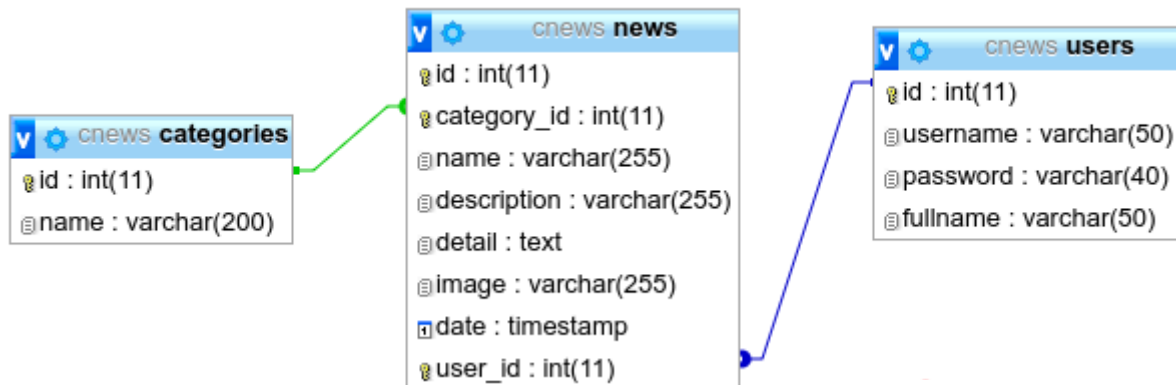 cnews categories
id : int(11)
name : varchar(200)
cnews news
id : int(11)
category_id : int(11)
name : varchar(255)
description : varchar(255)
detail : text
image : varchar(255)
date : timestamp
user_id : int(11)
cnews users
id : int(11)
username : varchar(50)
password : varchar(40)
fullname : varchar(50)